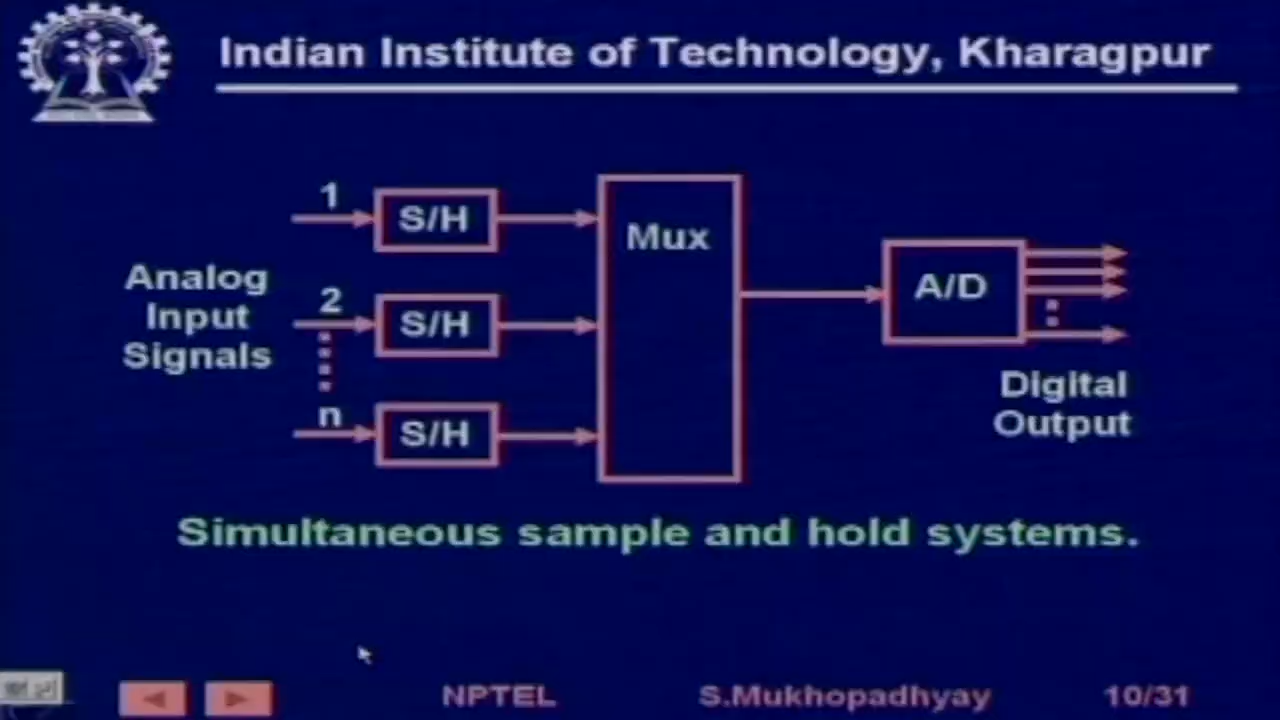 Indian Institute of Technology, Kharagpur
1
S/H
Mux
Analog
Input
Signals
2
S/H
A/D
n
S/H
Digital
Output
Simultaneous sample and hold systems.
NPTEL
S.Mukhopadhyay
10/31